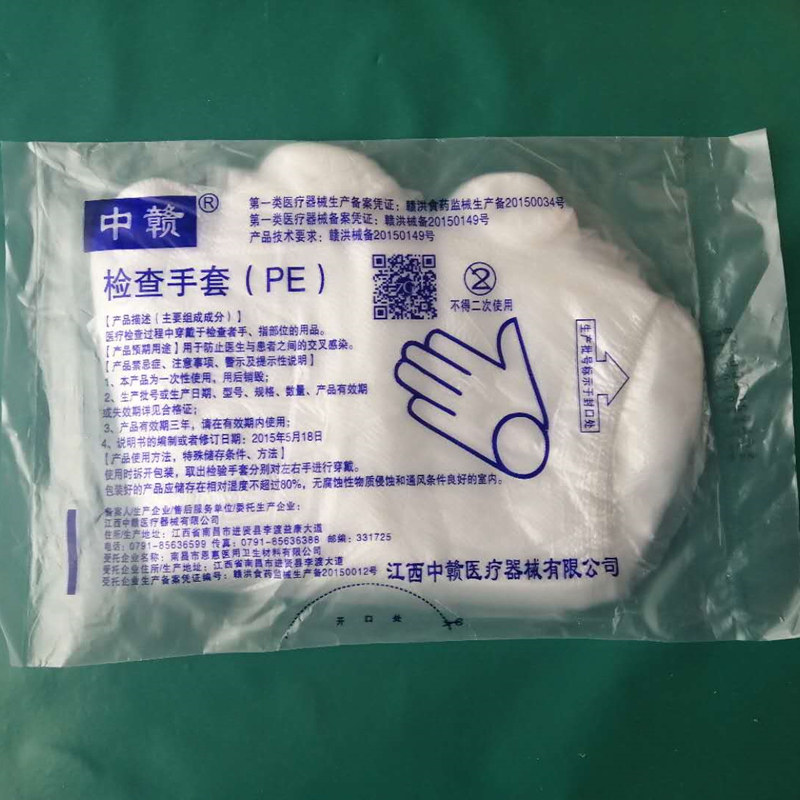 中赣®
第一类医疗器械生产备案凭证：赣洪食药监械生产备20150034号
第一类医疗器械备案凭证：赣洪械备20150149号
产品技术要求：赣洪械备20150149号
检查手套（PE）
不得二次使用
【产品描述（主要组成成分）】
医疗检查过程中穿戴于检查者手、指部位的用品。
【产品预期用途】用于防止医生与患者之间的交叉感染。
【产品禁忌症、注意事项、警示及提示性说明】
1、本产品为一次性使用，用后销毁；
2、生产批号或生产日期、型号、规格、数量、产品有效期
或失效期详见合格证；
3、产品有效期三年，请在有效期内使用；
4、说明书的编制或者修订日期：2015年5月18日
【产品使用方法，特殊储存条件、方法】
使用时拆开包装，取出检验手套分别对左右手进行穿戴。
包装好的产品应储存在相对湿度不超过80%，无腐蚀性物质侵蚀和通风条件良好的室内。
生产批号标示于封口处
备案人/生产企业/售后服务单位/委托生产企业：
江西中赣医疗器械有限公司
住所/生产地址：江西省南昌市进贤县李渡益康大道
电话：0791-85636599 传真：0791-85636388 邮编：331725
受托企业名称：南昌市恩惠医用卫生材料有限公司
受托企业住所/生产地址：江西省南昌市进贤县李渡大道
受托企业生产备案凭证编号：赣洪食药监械生产备20150012号
江西中赣医疗器械有限公司
开口处